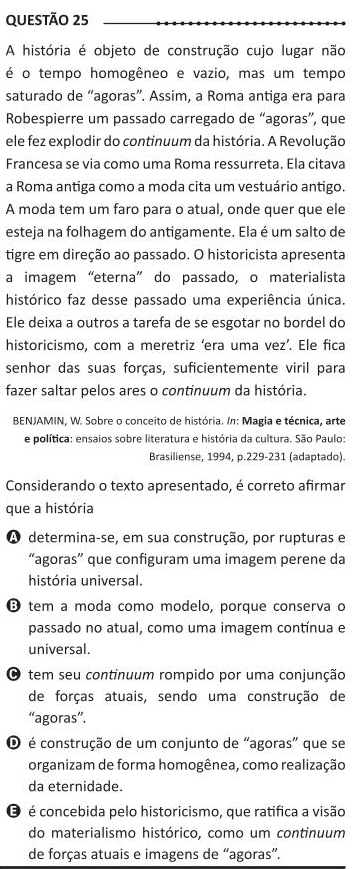 QUESTÃO 25
A história é objeto de construção cujo lugar não
é o tempo homogêneo e vazio, mas um tempo
saturado de “agoras”. Assim, a Roma antiga era para
Robespierre um passado carregado de “agoras”, que
ele fez explodir do continuum da história. A Revolução
Francesa se via como uma Roma ressurreta. Ela citava
a Roma antiga como a moda cita um vestuário antigo.
A moda tem um faro para o atual, onde quer que ele
esteja na folhagem do antigamente. Ela é um salto de
tigre em direção ao passado. O historicista apresenta
a imagem “eterna” do passado, o materialista
histórico faz desse passado uma experiência única.
Ele deixa a outros a tarefa de se esgotar no bordel do
historicismo, com a meretriz ‘era uma vez’. Ele fica
senhor das suas forças, suficientemente viril para
fazer saltar pelos ares o continuum da história.
BENJAMIN, W. Sobre o conceito de história. In: Magia e técnica, arte
e política: ensaios sobre literatura e história da cultura. São Paulo:
Brasiliense, 1994, p.229-231 (adaptado).
Considerando o texto apresentado, é correto afirmar
que a história
A determina-se, em sua construção, por rupturas e
“agoras” que configuram uma imagem perene da
história universal.
B tem a moda como modelo, porque conserva o
passado no atual, como uma imagem contínua e
universal.
C tem seu continuum rompido por uma conjunção
de forças atuais, sendo uma construção de
“agoras”.
D é construção de um conjunto de “agoras” que se
organizam de forma homogênea, como realização
da eternidade.
E é concebida pelo historicismo, que ratifica a visão
do materialismo histórico, como um continuum
de forças atuais e imagens de “agoras”.